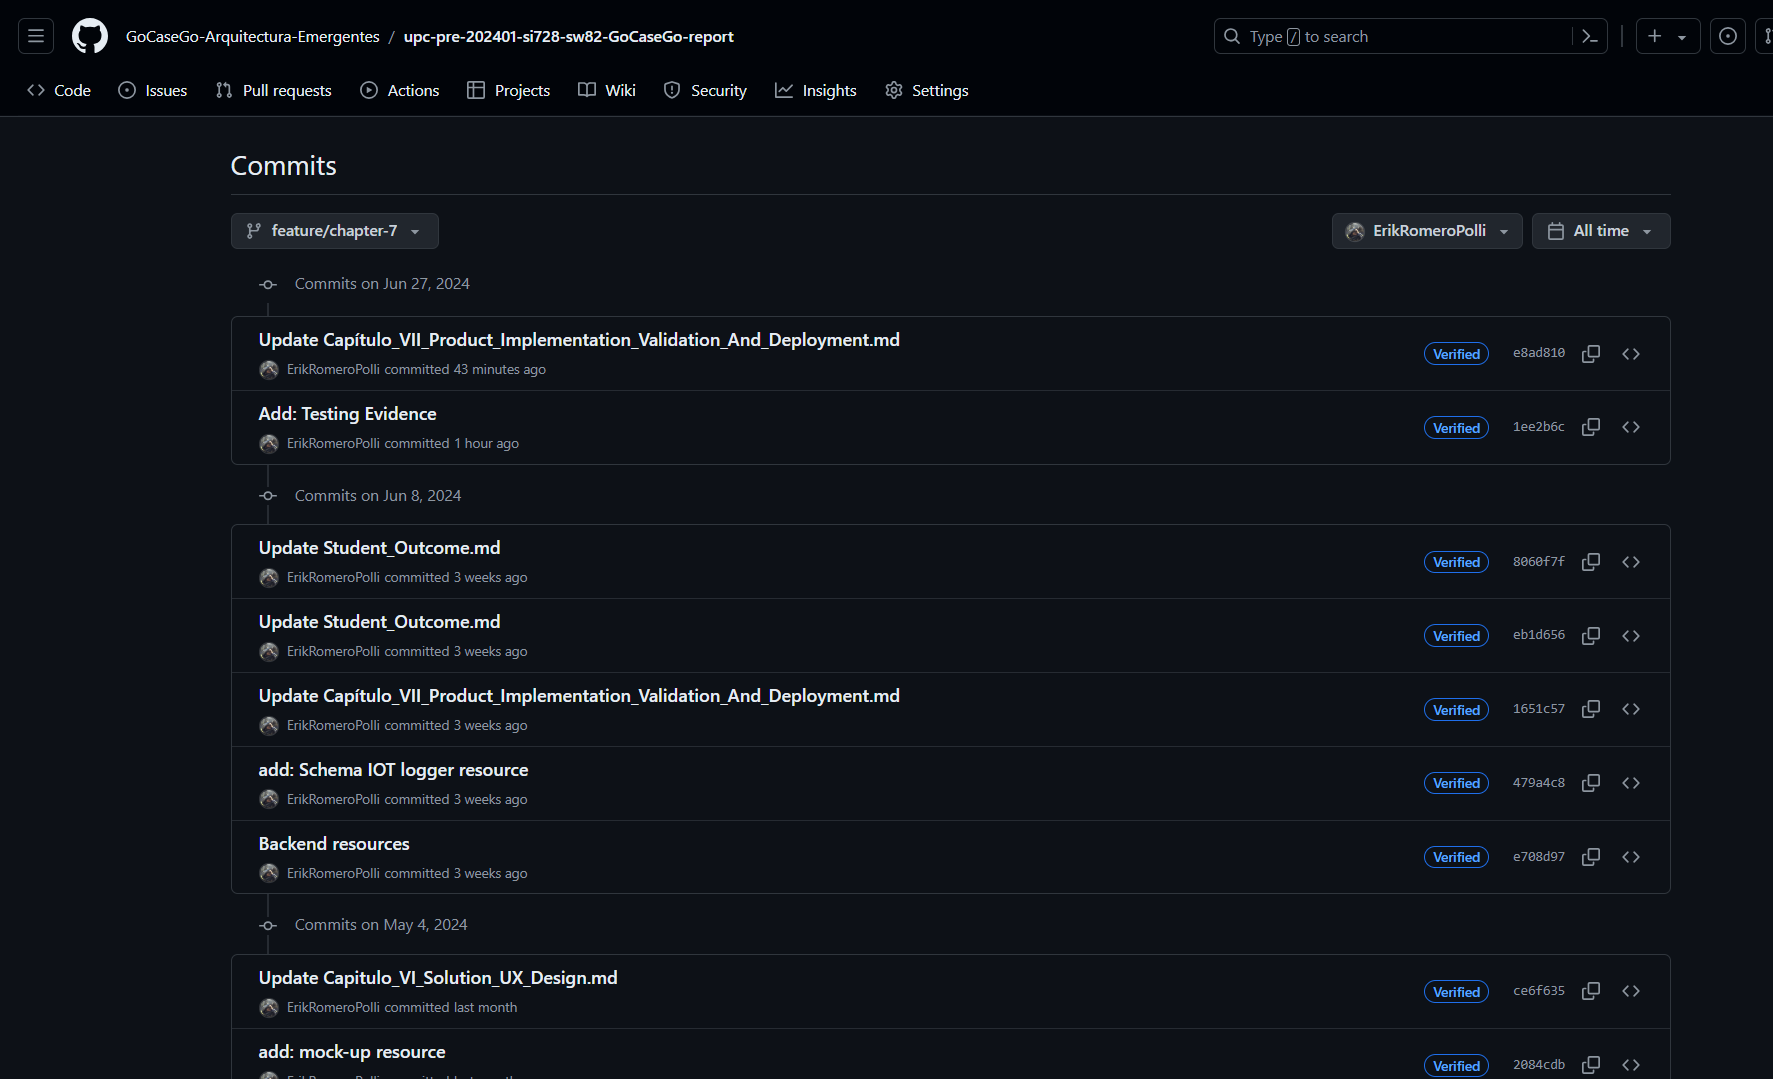 GoCaseGo-Arquitectura-Emergentes / upc-pre-202401-si728-sw82-GoCaseGo-report
Type / to search
Code Issues Pull requests Actions Projects Wiki Security Insights Settings
Commits
feature/chapter-7 ErikRomeroPolli All time
Commits on Jun 27, 2024
Update Capítulo_VII_Product_Implementation_Validation_And_Deployment.md
ErikRomeroPolli committed 43 minutes ago
Verified e8ad810
Add: Testing Evidence
ErikRomeroPolli committed 1 hour ago
Verified 1ee2b6c
Commits on Jun 8, 2024
Update Student_Outcome.md
ErikRomeroPolli committed 3 weeks ago
Verified 8060f7f
Update Student_Outcome.md
ErikRomeroPolli committed 3 weeks ago
Verified eb1d656
Update Capítulo_VII_Product_Implementation_Validation_And_Deployment.md
ErikRomeroPolli committed 3 weeks ago
Verified 1651c57
add: Schema IOT logger resource
ErikRomeroPolli committed 3 weeks ago
Verified 479a4c8
Backend resources
ErikRomeroPolli committed 3 weeks ago
Verified e708d97
Commits on May 4, 2024
Update Capitulo_VI_Solution_UX_Design.md
ErikRomeroPolli committed last month
Verified ce6f635
add: mock-up resource
Verified 2084cdb